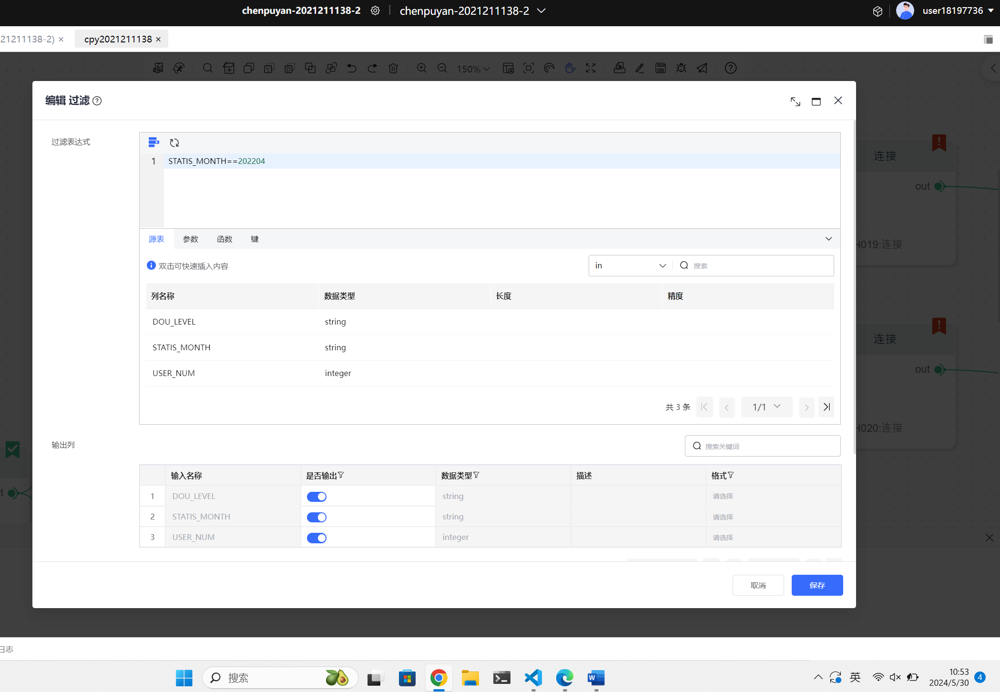 chenpuyan-2021211138-2
chenpuyan-2021211138-2
user18197736
21211138-2) ×
cpy2021211138 ×
150%
编辑 过滤
过滤表达式
1 STATIS_MONTH==202204
源表 参数 函数 键
双击可快速插入内容
in 搜索
列名称 数据类型 长度 精度
DOU_LEVEL string
STATIS_MONTH string
USER_NUM integer
共 3 条 1/1
输出列
搜索关键词
输入名称 是否输出 数据类型 描述 格式
1 DOU_LEVEL string 请选择
2 STATIS_MONTH string 请选择
3 USER_NUM integer 请选择
取消 保存
连接
out
H019:连接
连接
out
H020:连接
t
日志
搜索
英
10:53
2024/5/30
4